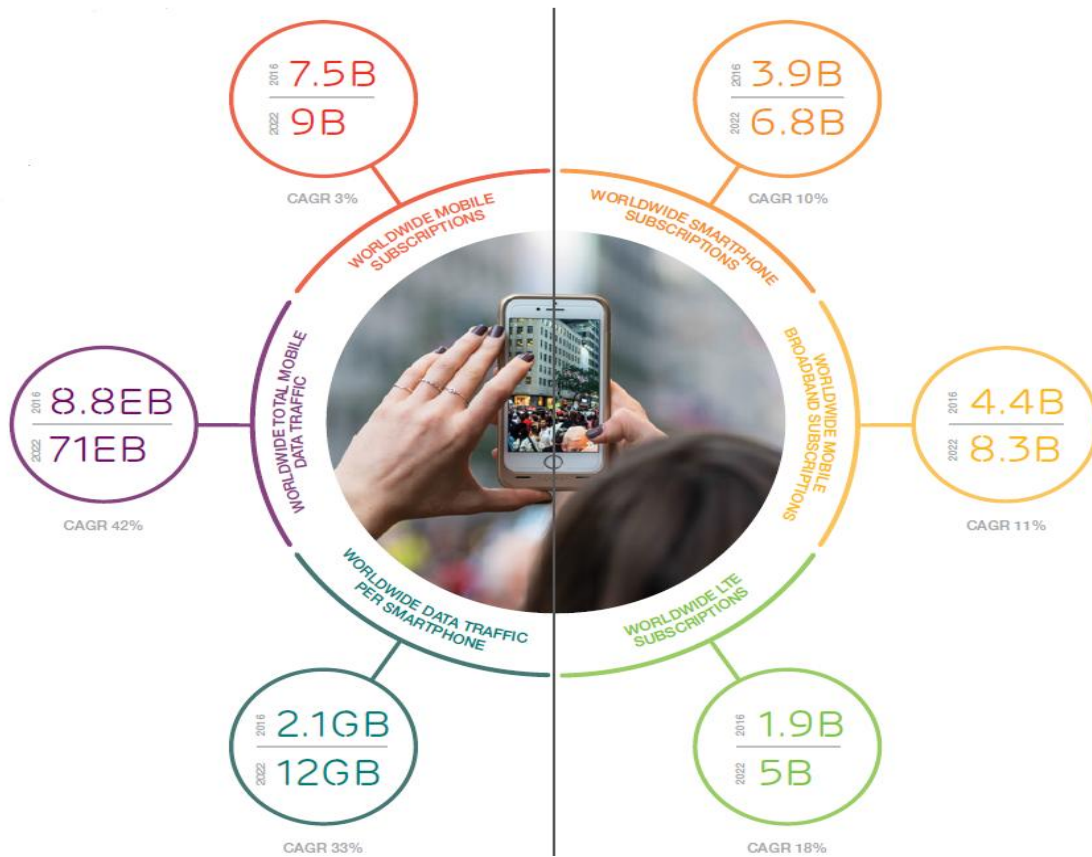 2016 7.5B
2022 9B
CAGR 3%
WORLDWIDE MOBILE
SUBSCRIPTIONS
2016 3.9B
2022 6.8B
CAGR 10%
WORLDWIDE SMARTPHONE
SUBSCRIPTIONS
2016 8.8EB
2022 71EB
CAGR 42%
WORLDWIDE TOTAL MOBILE
DATA TRAFFIC
2016 4.4B
2022 8.3B
CAGR 11%
WORLDWIDE MOBILE
BROADBAND SUBSCRIPTIONS
WORLDWIDE DATA TRAFFIC
PER SMARTPHONE
2016 2.1GB
2022 12GB
CAGR 33%
WORLDWIDE LTE
SUBSCRIPTIONS
2016 1.9B
2022 5B
CAGR 18%